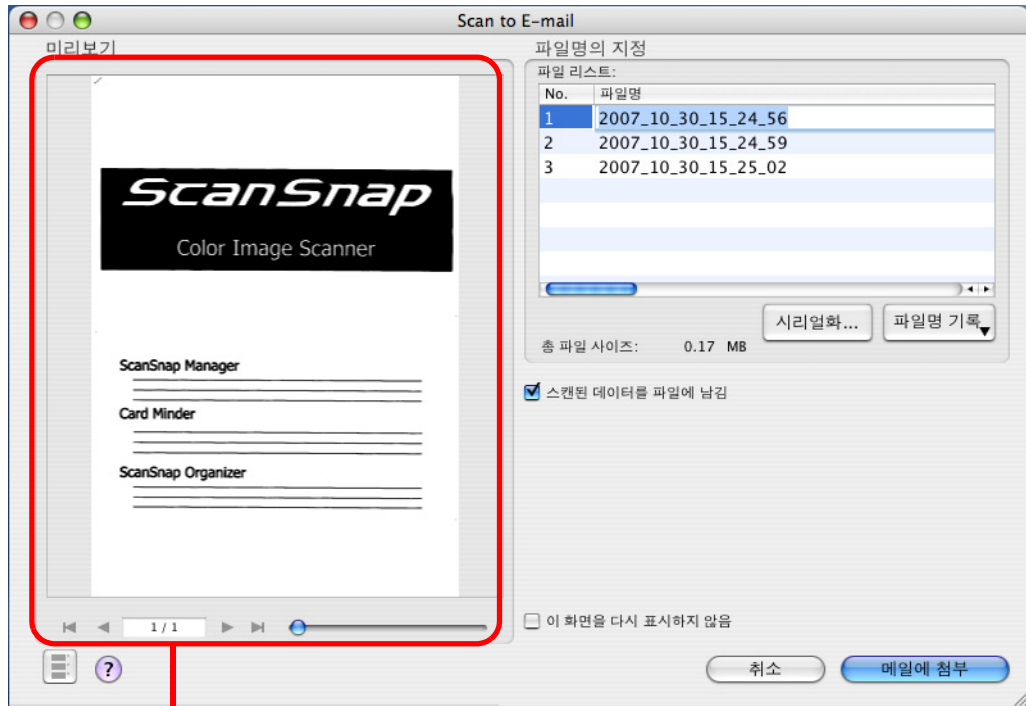 Scan to E-mail
미리보기
ScanSnap
Color Image Scanner
ScanSnap Manager
Card Minder
ScanSnap Organizer
1 / 1
?
파일명의 지정
파일 리스트:
No. 파일명
1 2007_10_30_15_24_56
2 2007_10_30_15_24_59
3 2007_10_30_15_25_02
시리얼화... 파일명 기록
총 파일 사이즈: 0.17 MB
스캔된 데이터를 파일에 남김
이 화면을 다시 표시하지 않음
취소 메일에 첨부